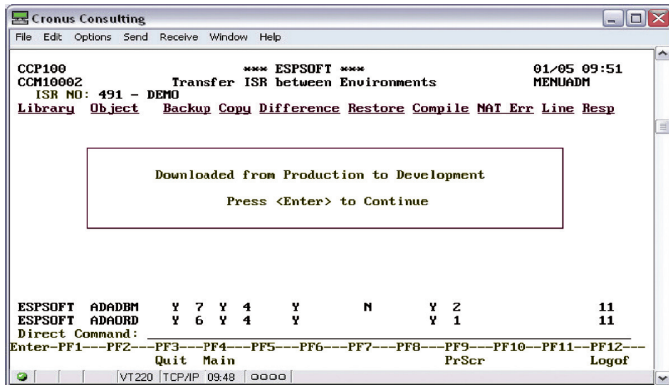 Cronus Consulting
File Edit Options Send Receive Window Help
CCP100 *** ESPSOFT *** 01/05 09:51
CCM10002 Transfer ISR between Environments MENUADM
ISR NO: 491 - DEMO
Library Object Backup Copy Difference Restore Compile NAT Err Line Resp
Downloaded from Production to Development
Press <Enter> to Continue
ESPSOFT ADADBM Y 7 Y 4 Y N Y 2 11
ESPSOFT ADAORD Y 6 Y 4 Y Y 1 11
Direct Command:
Enter-PF1---PF2---PF3---PF4---PF5---PF6---PF7---PF8---PF9---PF10--PF11--PF12---
Quit Main PrScr Logof
VT220 TCP/IP 09:48